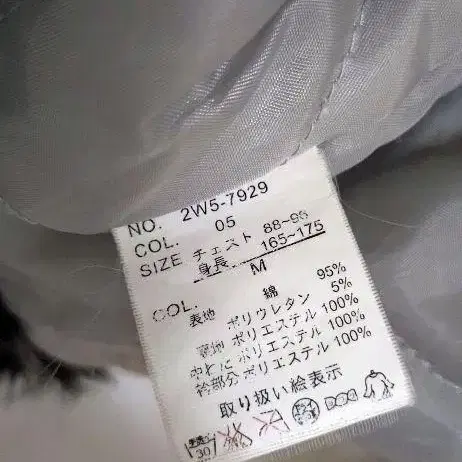 NO. 2W5-7929
COL. 05
SIZE チェスト 88~96
身長 165~175
M
COL.
表地 綿 95%
ポリウレタン 5%
裏地 ポリエステル 100%
中わた ポリエステル 100%
衿部分 ポリエステル 100%
取り扱い絵表示
30